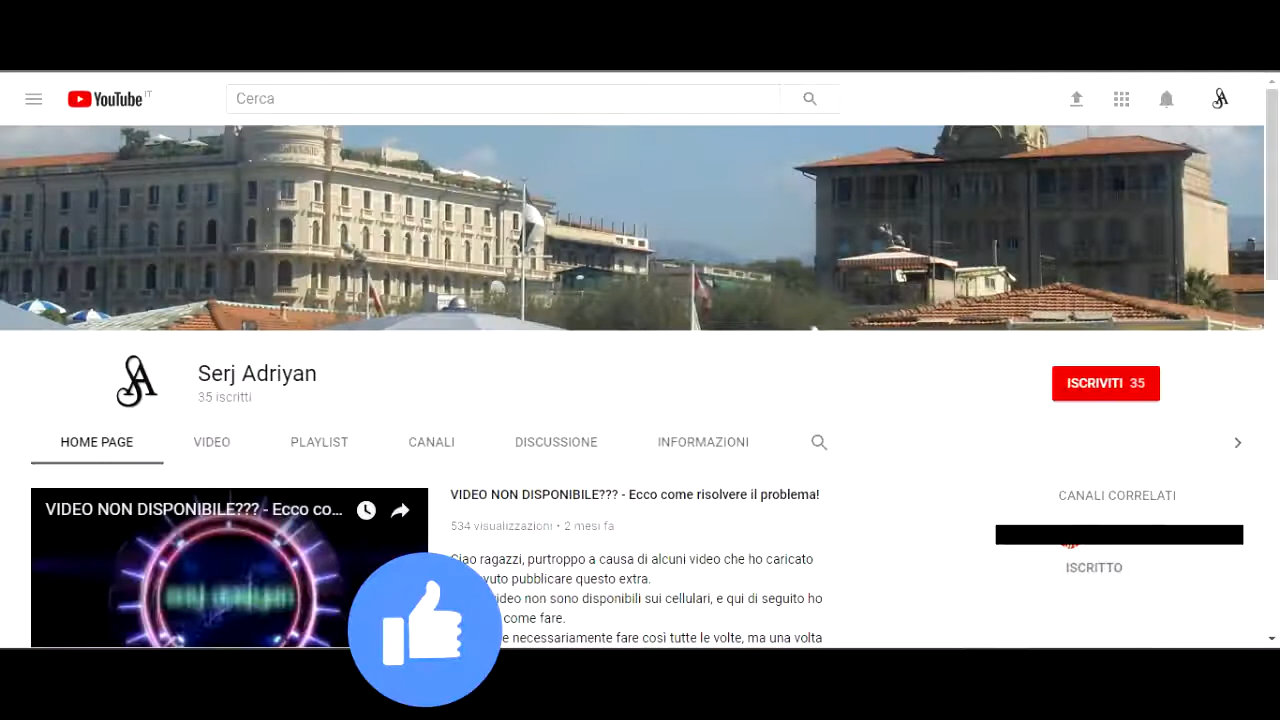 YouTube IT
Cerca
Serj Adriyan
35 iscritti
ISCRIVITI 35
HOME PAGE
VIDEO
PLAYLIST
CANALI
DISCUSSIONE
INFORMAZIONI
VIDEO NON DISPONIBILE??? - Ecco co...
VIDEO NON DISPONIBILE??? - Ecco come risolvere il problema!
534 visualizzazioni • 2 mesi fa
Ciao ragazzi, purtroppo a causa di alcuni video che ho caricato
vuto pubblicare questo extra.
ideo non sono disponibili sui cellulari, e qui di seguito ho
come fare.
e necessariamente fare così tutte le volte, ma una volta
CANALI CORRELATI
ISCRITTO